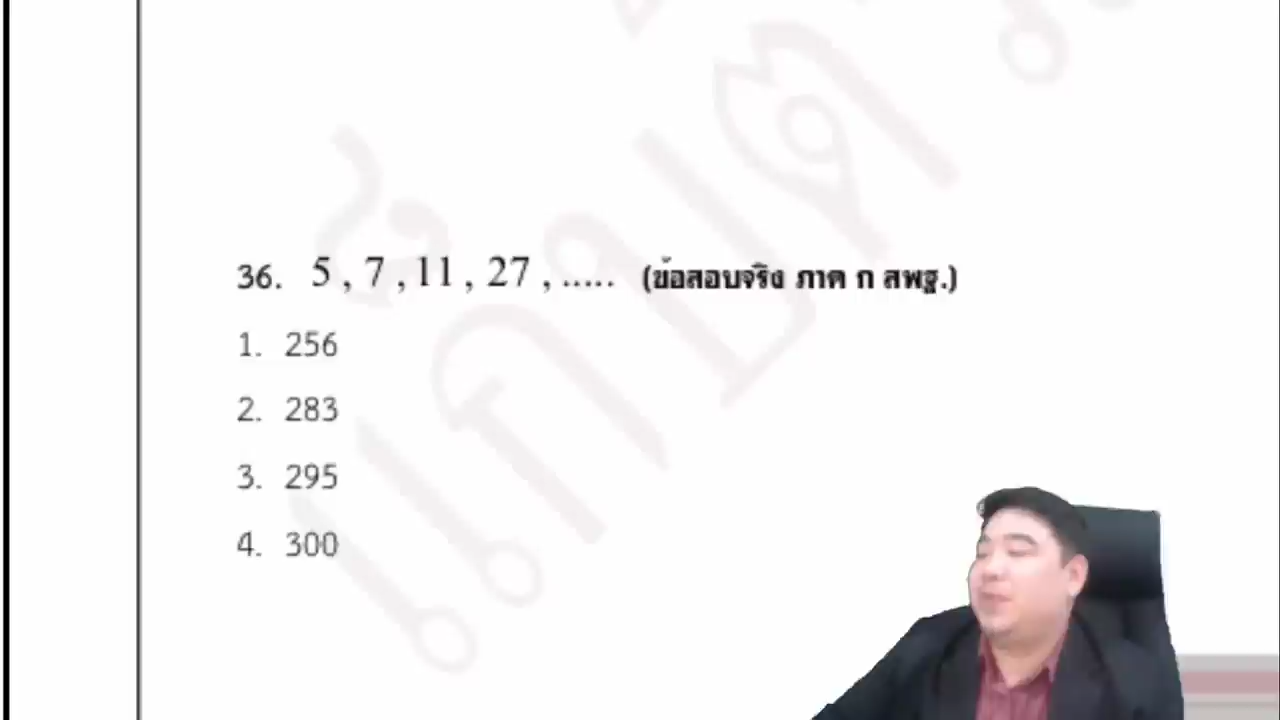 36. 5 , 7 , 11 , 27 , ..... (ข้อสอบจริง ภาค ก สพฐ.)
1. 256
2. 283
3. 295
4. 300